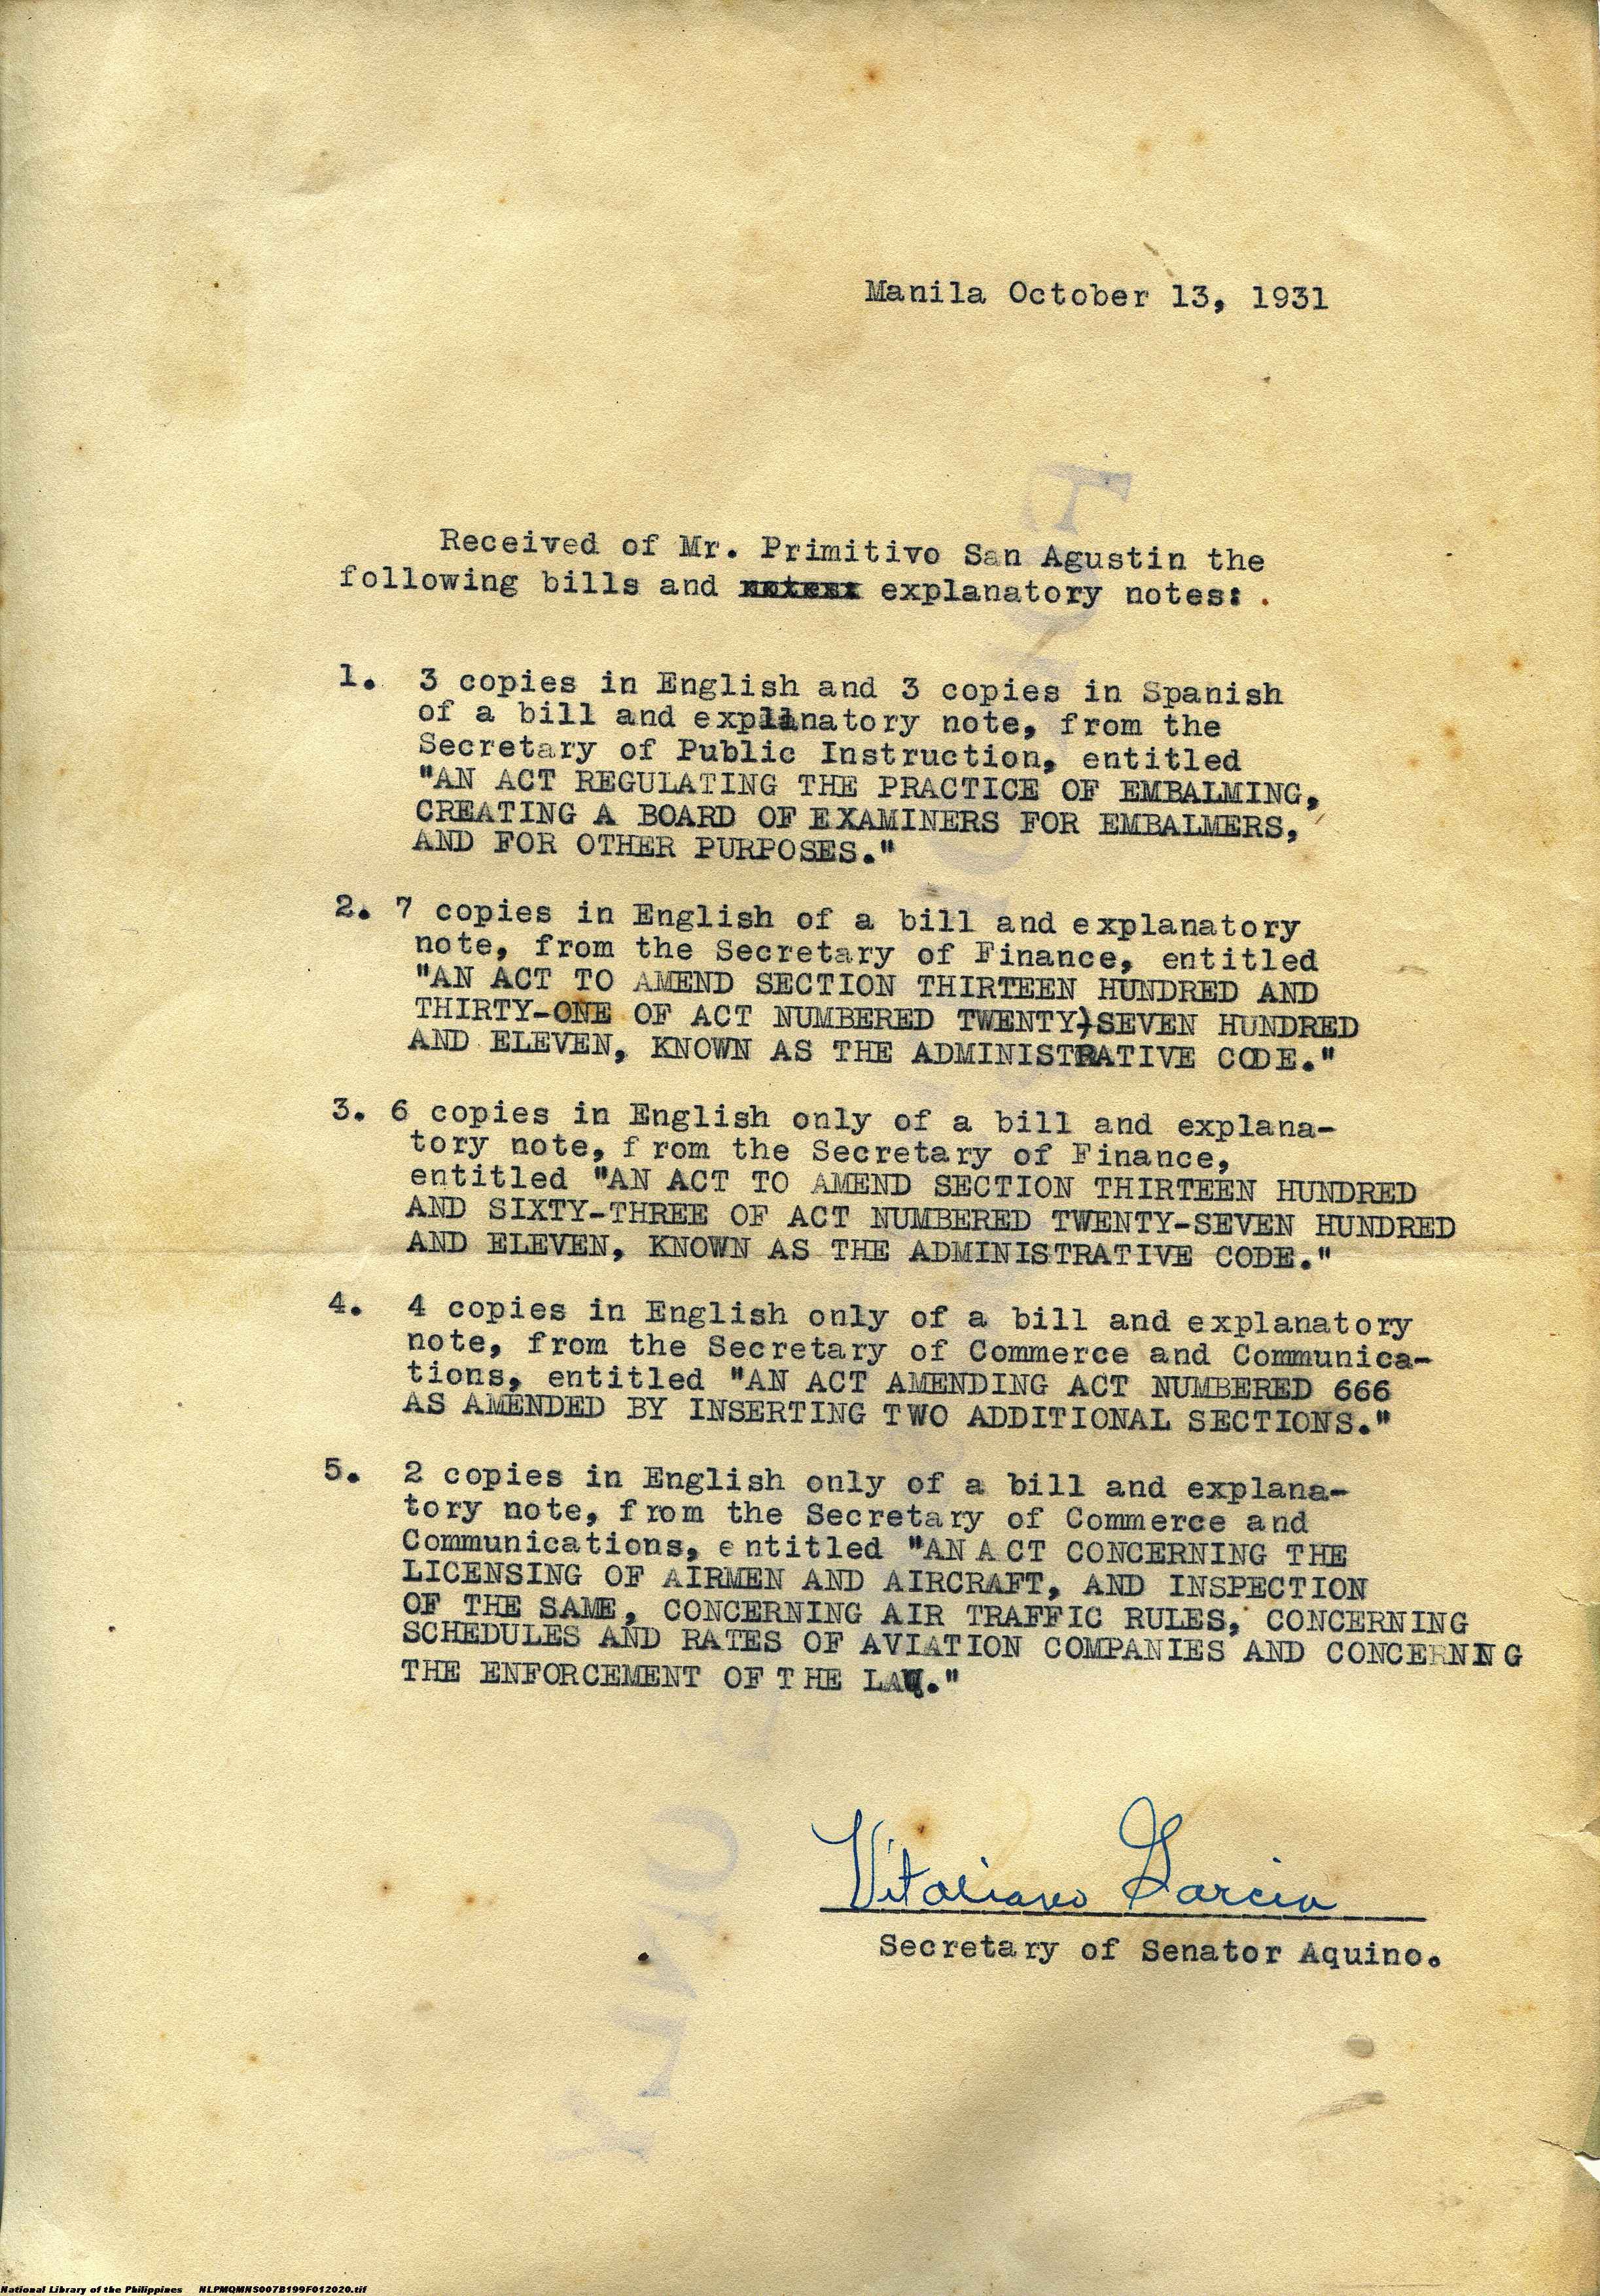 Manila October 13, 1931
Received of Mr. Primitivo San Agustin the
following bills and explanatory notes: .
1. 3 copies in English and 3 copies in Spanish
of a bill and explanatory note, from the
Secretary of Public Instruction, entitled
"AN ACT REGULATING THE PRACTICE OF EMBALMING,
CREATING A BOARD OF EXAMINERS FOR EMBALMERS,
AND FOR OTHER PURPOSES."
2. 7 copies in English of a bill and explanatory
note, from the Secretary of Finance, entitled
"AN ACT TO AMEND SECTION THIRTEEN HUNDRED AND
THIRTY-ONE OF ACT NUMBERED TWENTY-SEVEN HUNDRED
AND ELEVEN, KNOWN AS THE ADMINISTRATIVE CODE."
3. 6 copies in English only of a bill and explana-
tory note, from the Secretary of Finance,
entitled "AN ACT TO AMEND SECTION THIRTEEN HUNDRED
AND SIXTY-THREE OF ACT NUMBERED TWENTY-SEVEN HUNDRED
AND ELEVEN, KNOWN AS THE ADMINISTRATIVE CODE."
4. 4 copies in English only of a bill and explanatory
note, from the Secretary of Commerce and Communica-
tions, entitled "AN ACT AMENDING ACT NUMBERED 666
AS AMENDED BY INSERTING TWO ADDITIONAL SECTIONS."
5. 2 copies in English only of a bill and explana-
tory note, from the Secretary of Commerce and
Communications, entitled "AN ACT CONCERNING THE
LICENSING OF AIRMEN AND AIRCRAFT, AND INSPECTION
OF THE SAME, CONCERNING AIR TRAFFIC RULES, CONCERNING
SCHEDULES AND RATES OF AVIATION COMPANIES AND CONCERNING
THE ENFORCEMENT OF THE LAW."
Vitaliano Garcia
Secretary of Senator Aquino.
National Library of the Philippines NLPMQMNS007B199F012020.tif